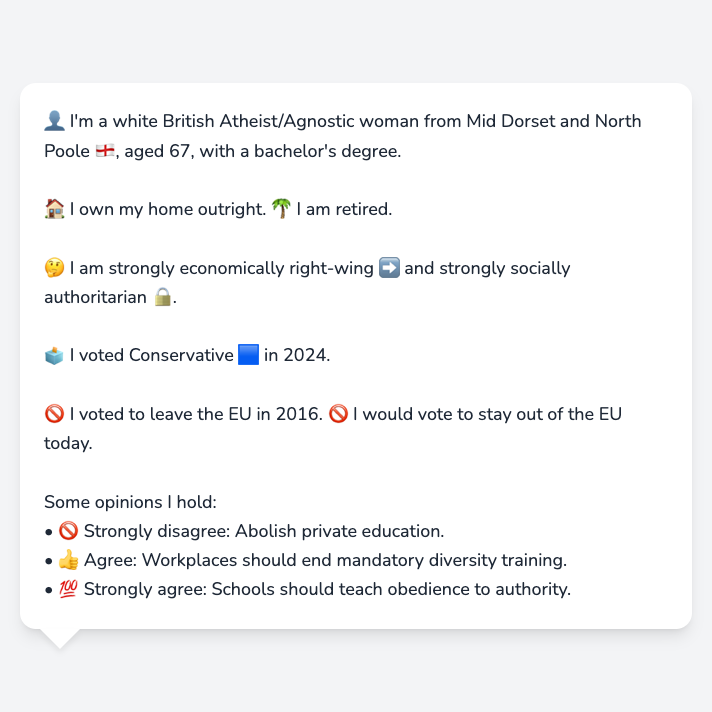 👤 I'm a white British Atheist/Agnostic woman from Mid Dorset and North
Poole 🏴󠁧󠁢󠁥󠁮󠁧󠁿, aged 67, with a bachelor's degree.
🏠 I own my home outright. 🌴 I am retired.
🤔 I am strongly economically right-wing ➡️ and strongly socially
authoritarian 🔒.
🗳️ I voted Conservative 🟦 in 2024.
🚫 I voted to leave the EU in 2016. 🚫 I would vote to stay out of the EU
today.
Some opinions I hold:
• 🚫 Strongly disagree: Abolish private education.
• 👍 Agree: Workplaces should end mandatory diversity training.
• 💯 Strongly agree: Schools should teach obedience to authority.